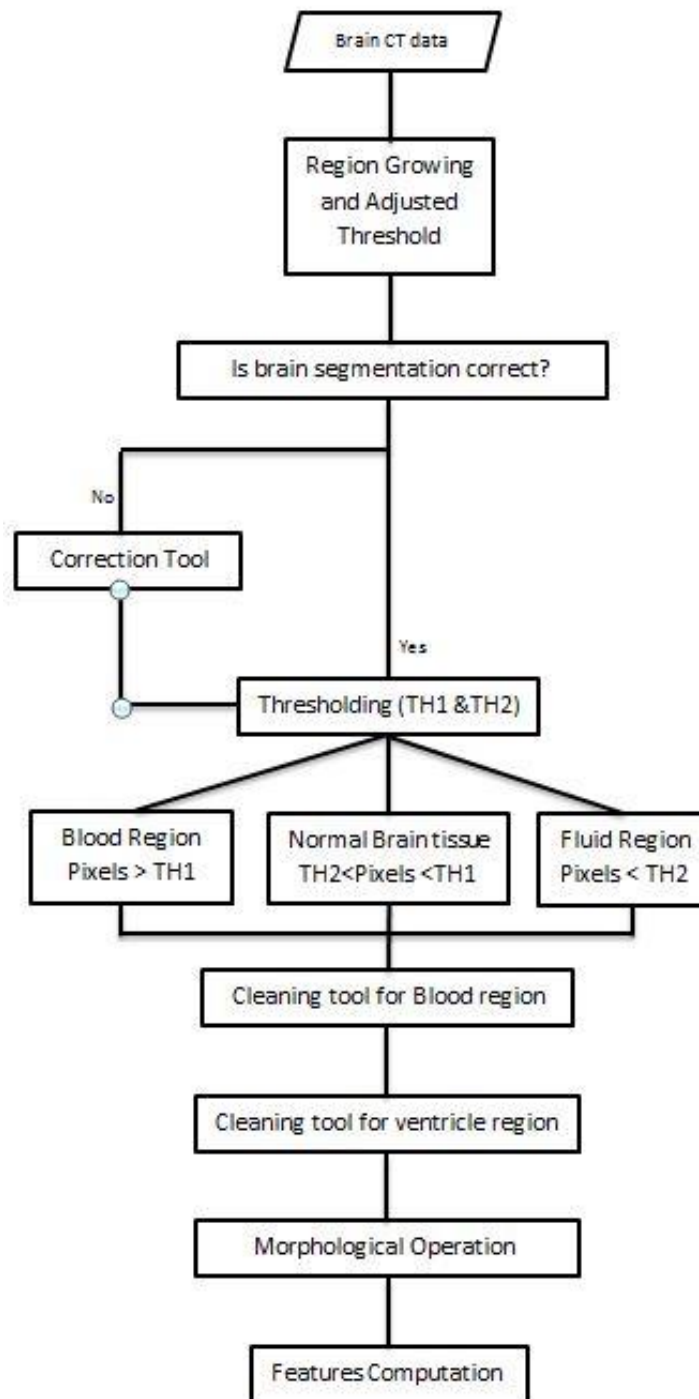 Brain CT data
Region Growing
and Adjusted
Threshold
Is brain segmentation correct?
No
Correction Tool
Yes
Thresholding (TH1 &TH2)
Blood Region
Pixels > TH1
Normal Brain tissue
TH2<Pixels <TH1
Fluid Region
Pixels < TH2
Cleaning tool for Blood region
Cleaning tool for ventricle region
Morphological Operation
Features Computation